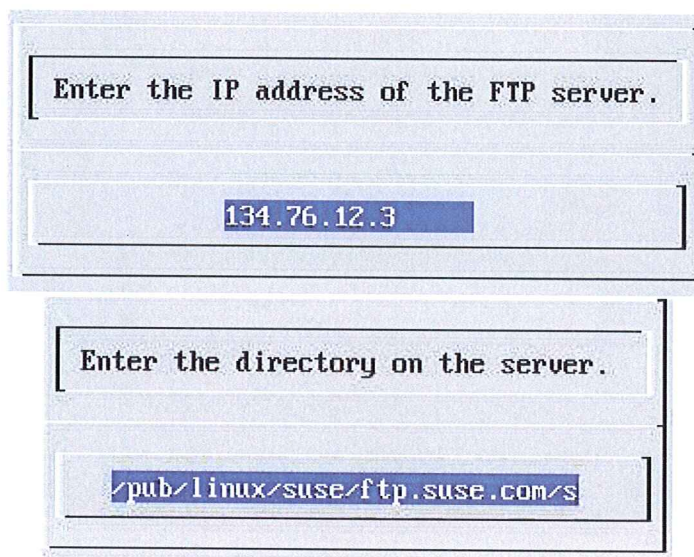 Enter the IP address of the FTP server.
134.76.12.3
Enter the directory on the server.
/pub/linux/suse/ftp.suse.com/s